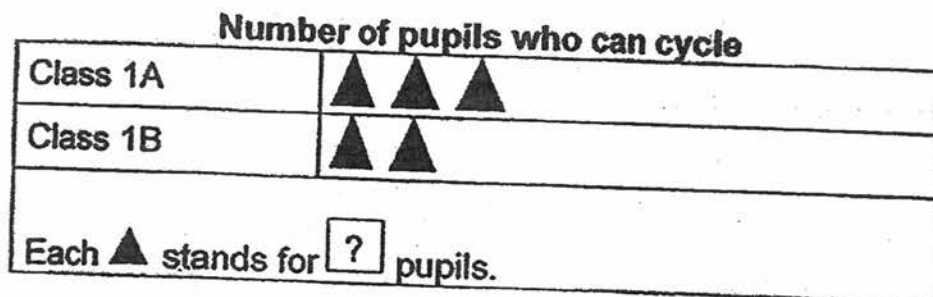 Number of pupils who can cycle
Class 1A
Class 1B
Each ▲ stands for ? pupils.